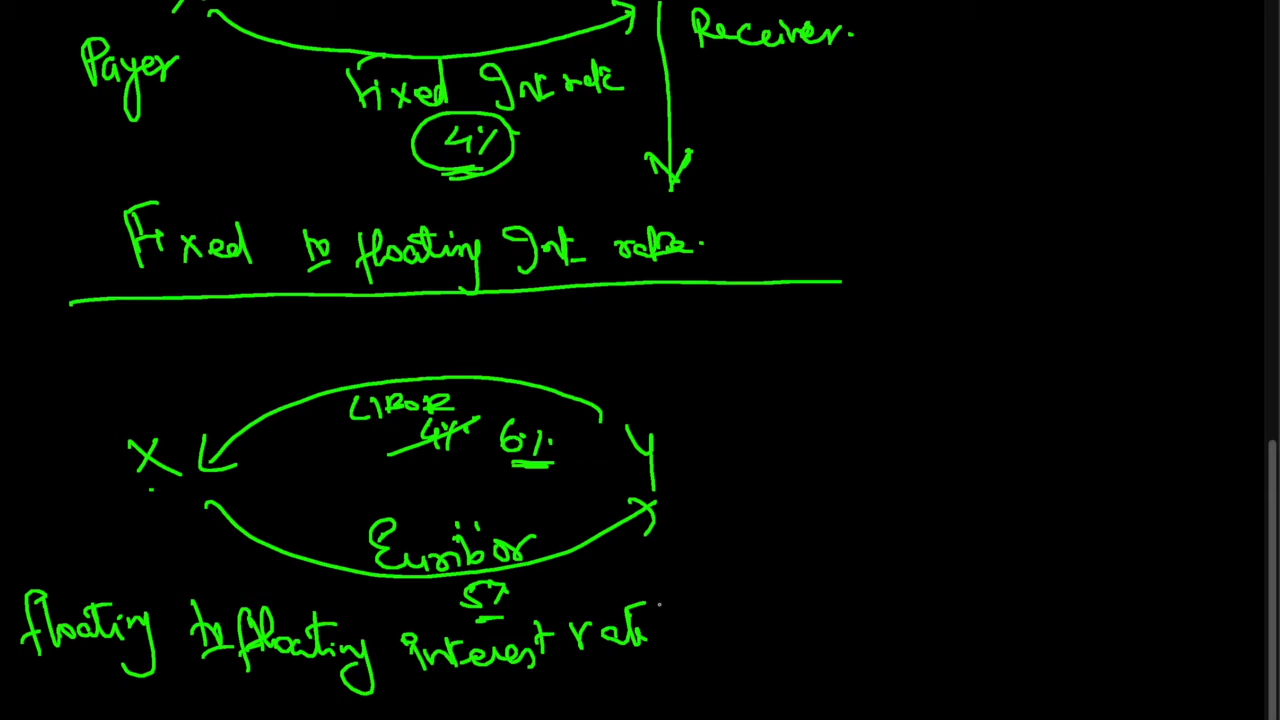 Receiver.
Payer
Fixed Int rate
4%
Fixed to floating Int rate.
LIBOR
4% 6%
X Y
Euribor
5%
floating to floating interest rate